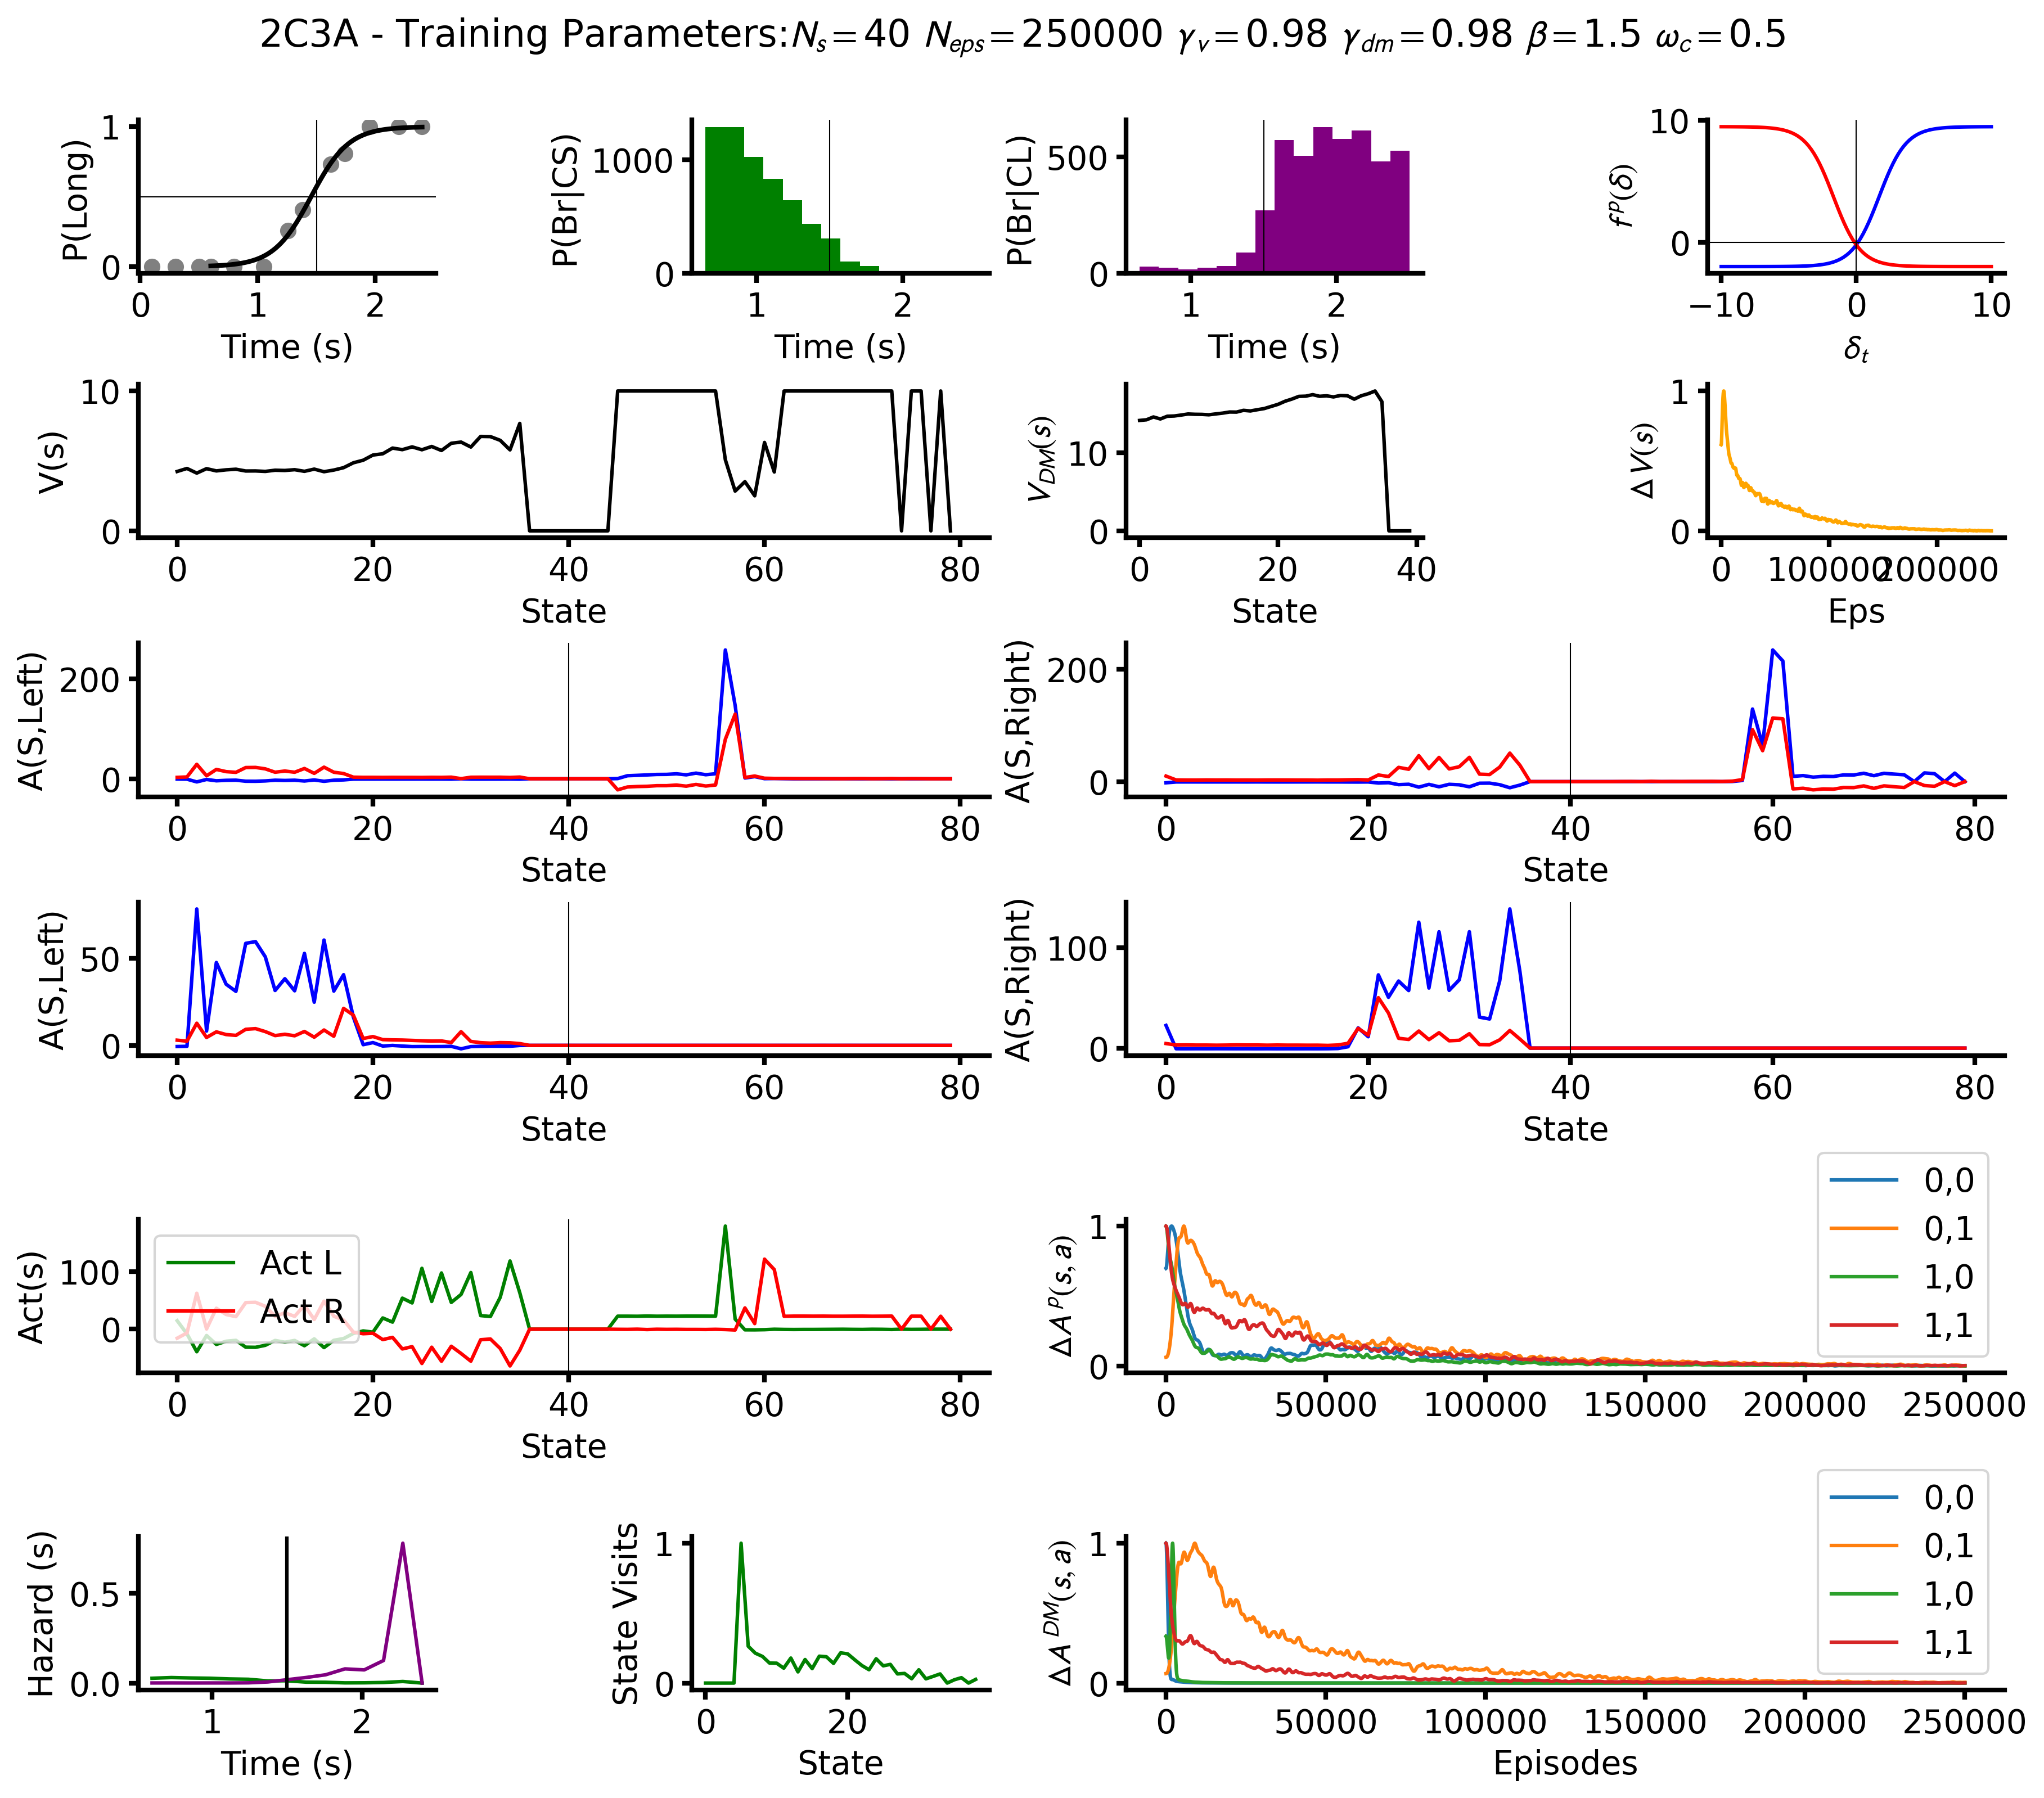 2C3A - Training Parameters:Nₛ=40 N_eps=250000 γᵥ=0.98 γ_dm=0.98 β=1.5 ω_c=0.5
P(Long)
1
0
0 1 2
Time (s)
P(Br|CS)
1000
0
1 2
Time (s)
P(Br|CL)
500
0
1 2
Time (s)
f^p(δ)
10
0
−10 0 10
δ_t
V(s)
10
0
0 20 40 60 80
State
V_DM(s)
10
0
0 20 40
State
Δ V(s)
1
0
0 100000 200000
Eps
A(S,Left)
200
0
0 20 40 60 80
State
A(S,Right)
200
0
0 20 40 60 80
State
A(S,Left)
50
0
0 20 40 60 80
State
A(S,Right)
100
0
0 20 40 60 80
State
Act(s)
100
0
Act L
Act R
0 20 40 60 80
State
ΔA^P(s,a)
1
0
0,0
0,1
1,0
1,1
0 50000 100000 150000 200000 250000
Hazard (s)
0.5
0.0
1 2
Time (s)
State Visits
1
0
0 20
State
ΔA^DM(s,a)
1
0
0,0
0,1
1,0
1,1
0 50000 100000 150000 200000 250000
Episodes